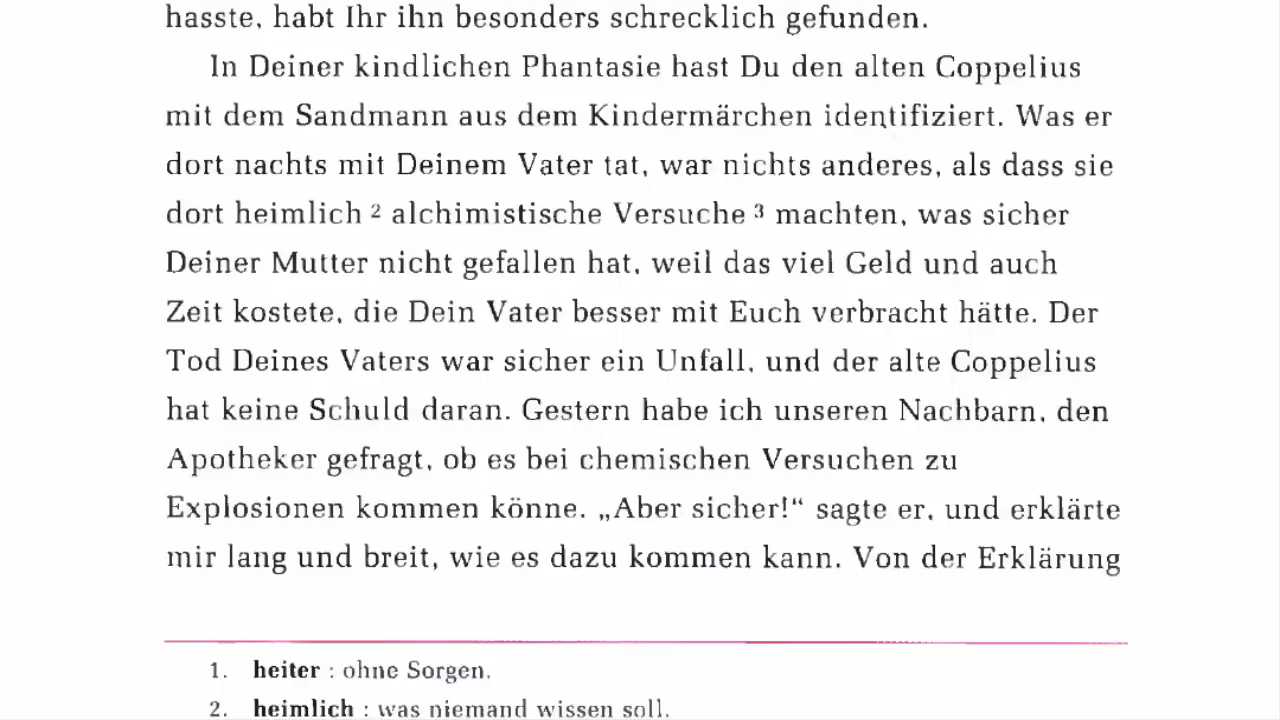 hasste, habt Ihr ihn besonders schrecklich gefunden.
In Deiner kindlichen Phantasie hast Du den alten Coppelius
mit dem Sandmann aus dem Kindermärchen identifiziert. Was er
dort nachts mit Deinem Vater tat, war nichts anderes, als dass sie
dort heimlich ² alchimistische Versuche ³ machten, was sicher
Deiner Mutter nicht gefallen hat, weil das viel Geld und auch
Zeit kostete, die Dein Vater besser mit Euch verbracht hätte. Der
Tod Deines Vaters war sicher ein Unfall, und der alte Coppelius
hat keine Schuld daran. Gestern habe ich unseren Nachbarn, den
Apotheker gefragt, ob es bei chemischen Versuchen zu
Explosionen kommen könne. „Aber sicher!“ sagte er, und erklärte
mir lang und breit, wie es dazu kommen kann. Von der Erklärung
1. heiter : ohne Sorgen.
2. heimlich : was niemand wissen soll.